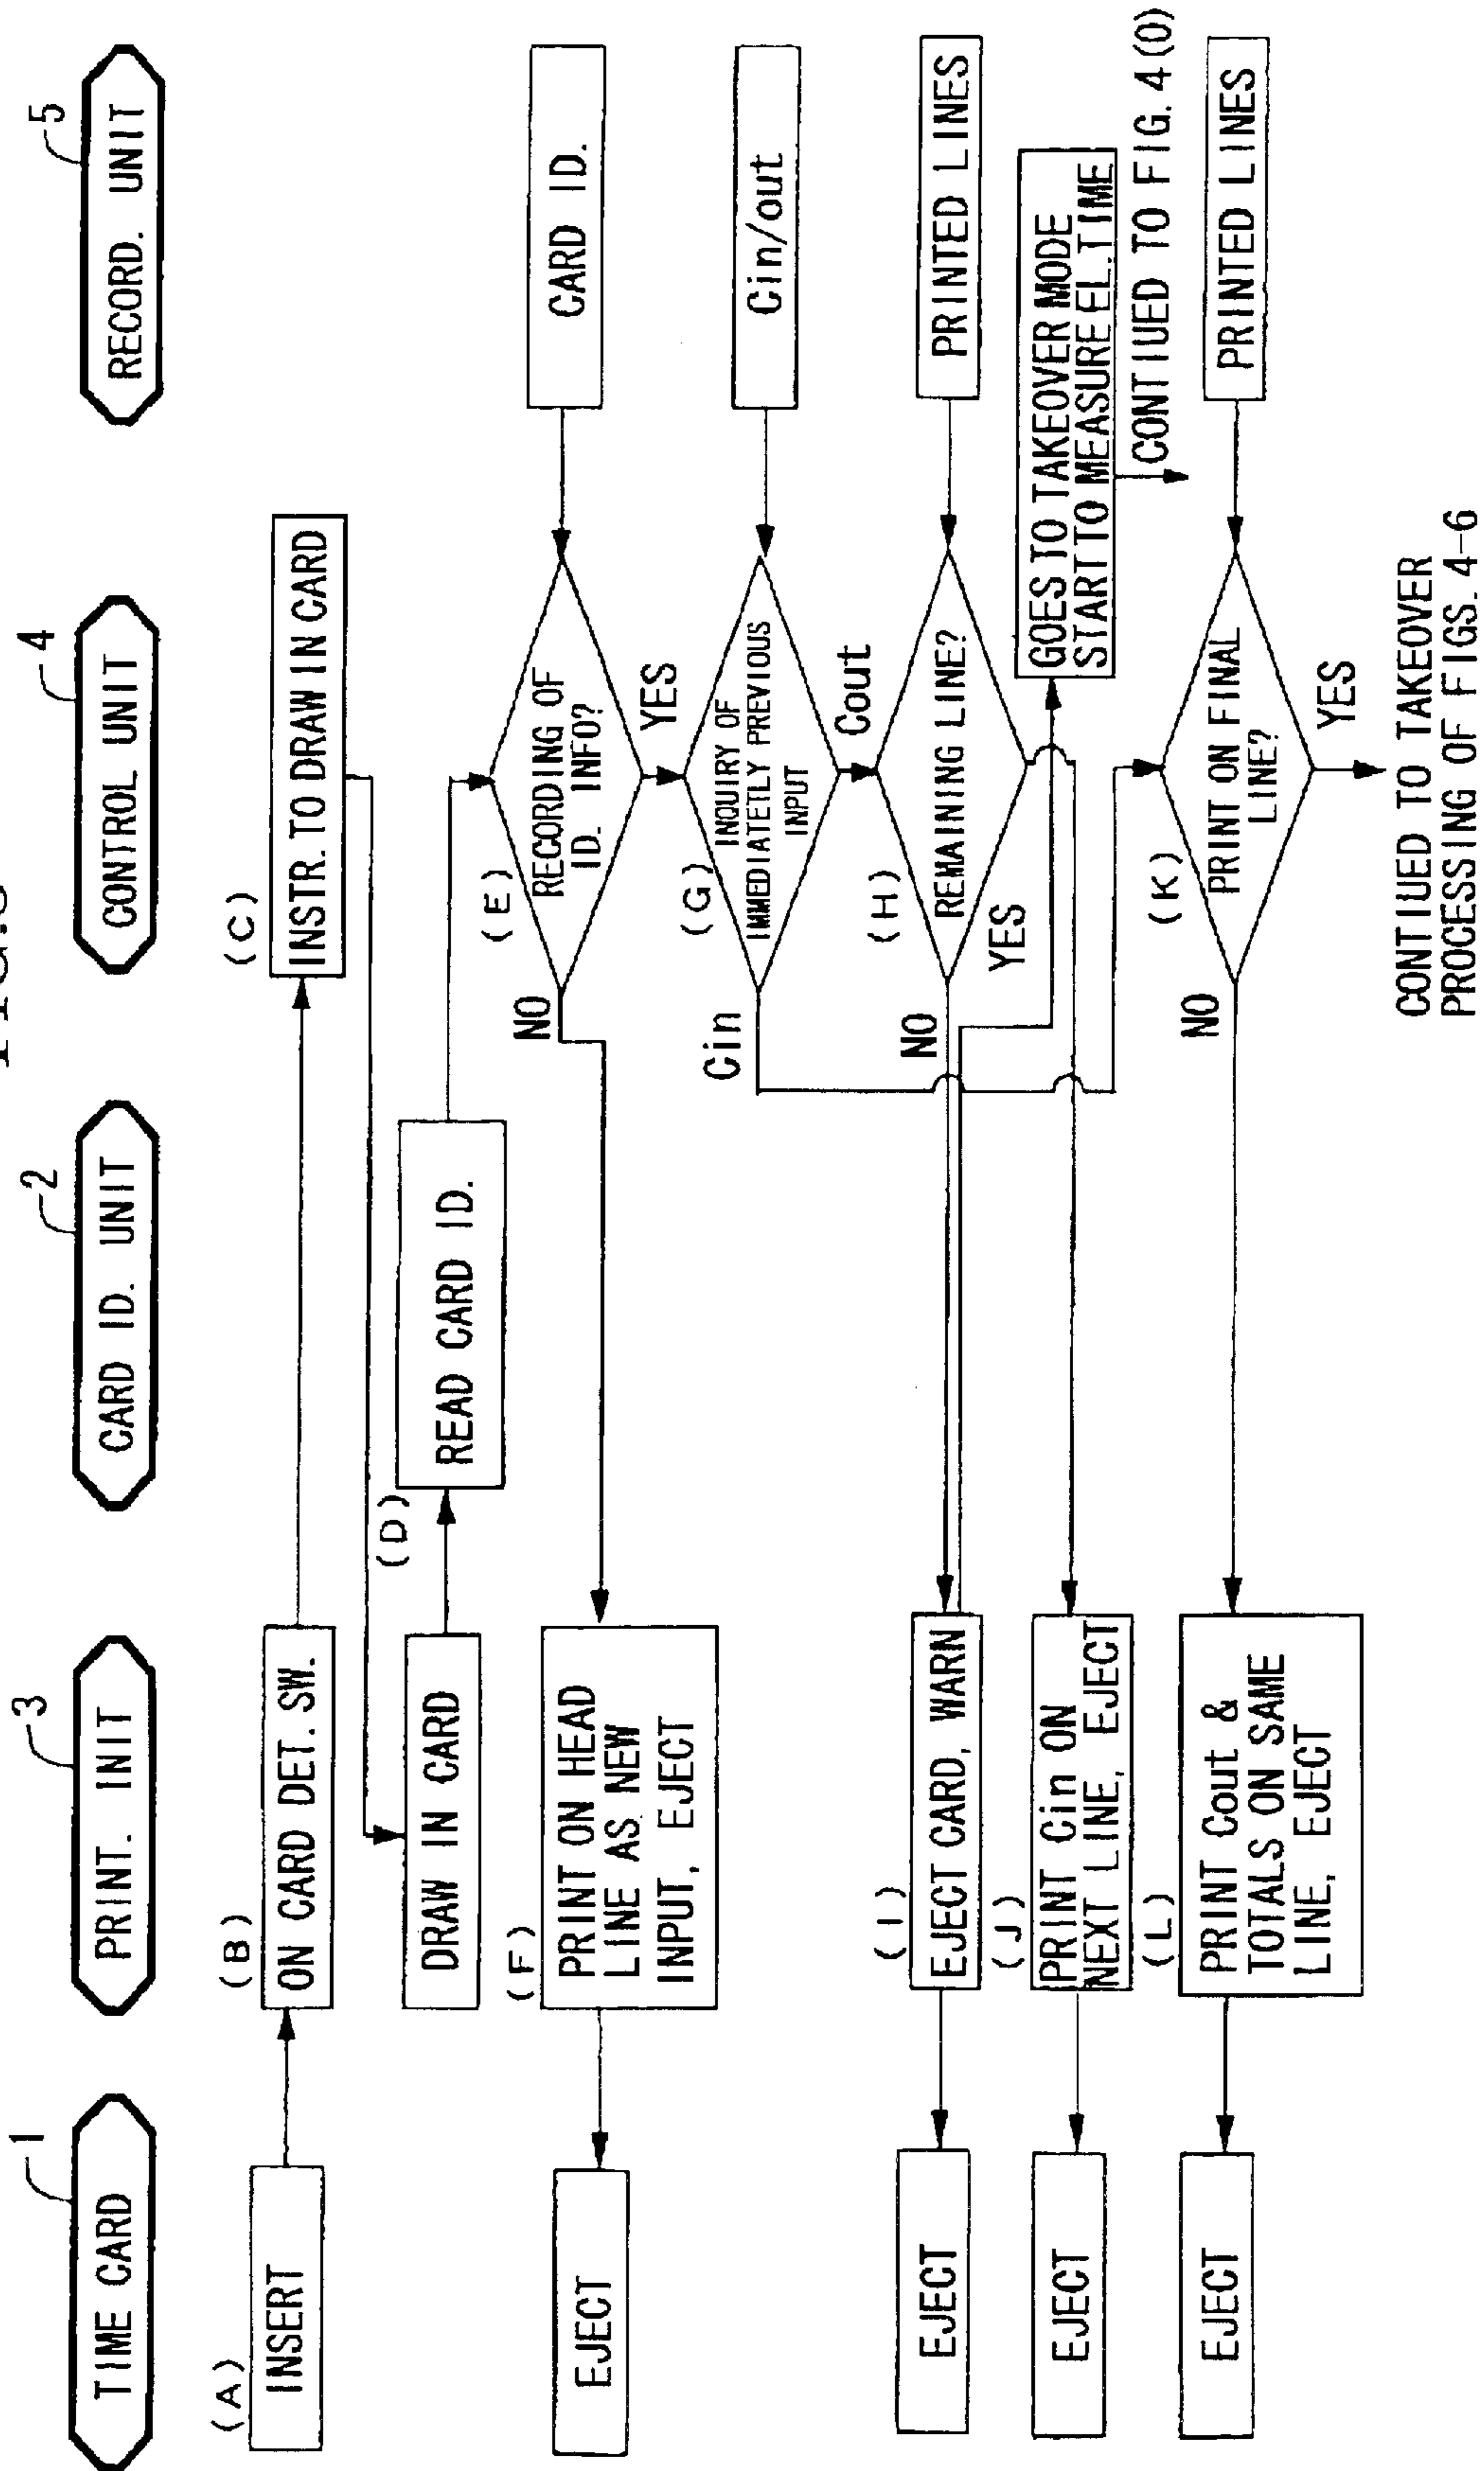 1
TIME CARD
3
PRINT. INIT
2
CARD ID. UNIT
4
CONTROL UNIT
5
RECORD. UNIT
(A)
INSERT
(B)
ON CARD DET. SW.
(C)
INSTR. TO DRAW IN CARD
DRAW IN CARD
(D)
READ CARD ID.
(E)
RECORDING OF
ID. INFO?
CARD ID.
NO
YES
(F)
PRINT ON HEAD
LINE AS NEW
INPUT, EJECT
EJECT
(G)
INQUIRY OF
IMMEDIATETLY PREVIOUS
INPUT
Cin/out
Cin
Cout
(H)
REMAINING LINE?
PRINTED LINES
NO
YES
(I)
EJECT CARD, WARN
EJECT
GOES TO TAKEOVER MODE
START TO MEASURE EL. TIME
CONTIUED TO FIG. 4(O)
(J)
PRINT Cin ON
NEXT LINE, EJECT
EJECT
(K)
PRINT ON FINAL
LINE?
PRINTED LINES
NO
YES
(L)
PRINT Cout &
TOTALS ON SAME
LINE, EJECT
EJECT
CONTIUED TO TAKEOVER
PROCESSING OF FIGS. 4-6